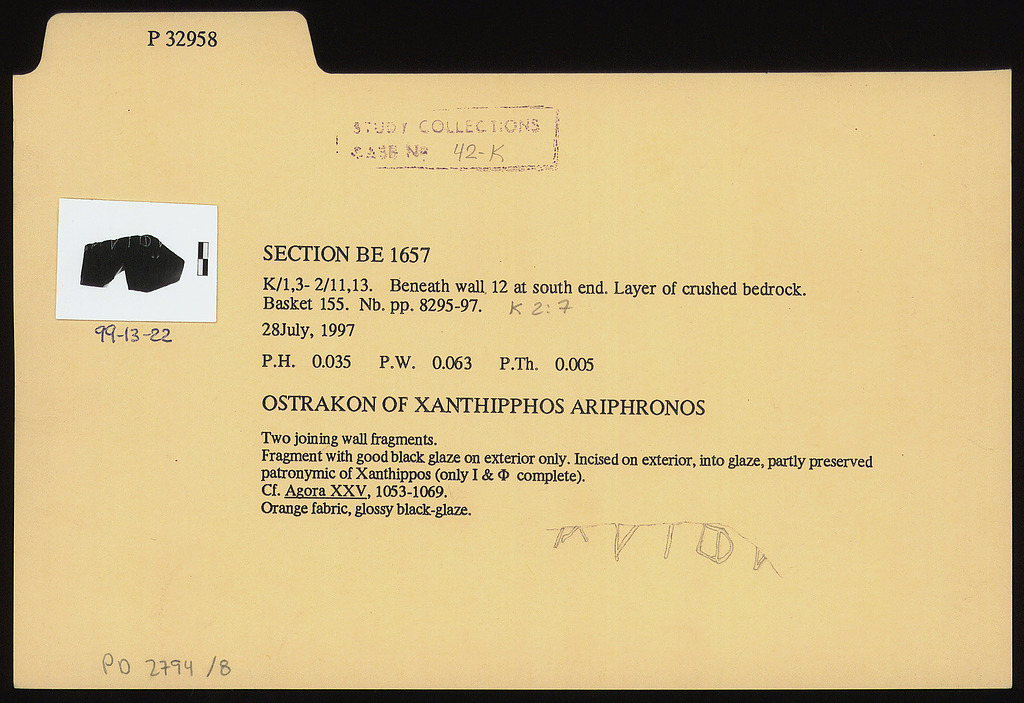 P 32958
STUDY COLLECTIONS
CASE No 42-K
SECTION BE 1657
K/1,3- 2/11,13. Beneath wall 12 at south end. Layer of crushed bedrock.
Basket 155. Nb. pp. 8295-97. K 2:7
99-13-22
28July, 1997
P.H. 0.035 P.W. 0.063 P.Th. 0.005
OSTRAKON OF XANTHIPPHOS ARIPHRONOS
Two joining wall fragments.
Fragment with good black glaze on exterior only. Incised on exterior, into glaze, partly preserved
patronymic of Xanthippos (only I & Φ complete).
Cf. Agora XXV, 1053-1069.
Orange fabric, glossy black-glaze.
PD 2794/8